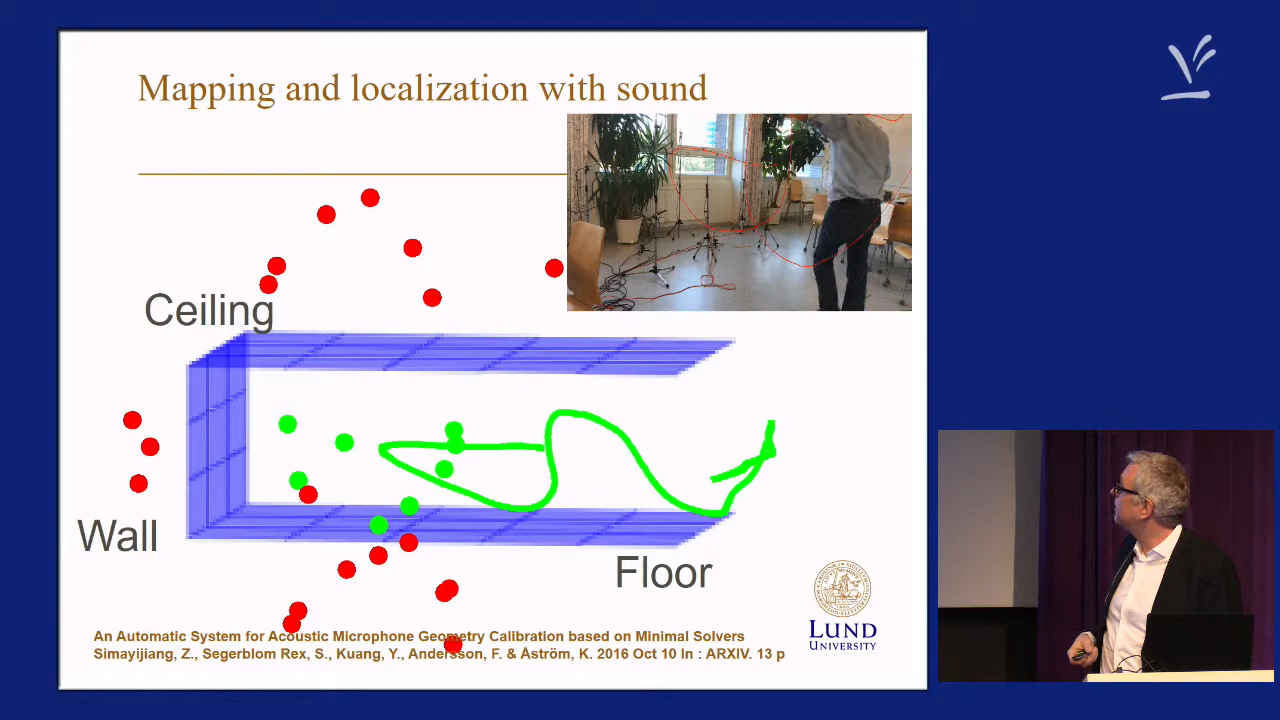 Mapping and localization with sound
Ceiling
Wall
Floor
LUND
UNIVERSITY
An Automatic System for Acoustic Microphone Geometry Calibration based on Minimal Solvers
Simayijiang, Z., Segerblom Rex, S., Kuang, Y., Andersson, F. & Åström, K. 2016 Oct 10 In : ARXIV. 13 p